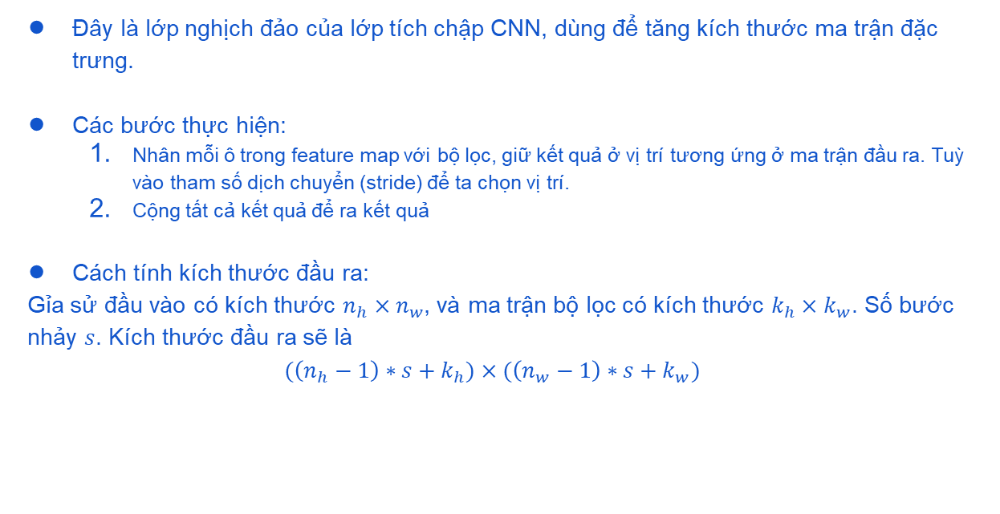 ● Đây là lớp nghịch đảo của lớp tích chập CNN, dùng để tăng kích thước ma trận đặc
trưng.
● Các bước thực hiện:
1. Nhân mỗi ô trong feature map với bộ lọc, giữ kết quả ở vị trí tương ứng ở ma trận đầu ra. Tuỳ
vào tham số dịch chuyển (stride) để ta chọn vị trí.
2. Cộng tất cả kết quả để ra kết quả
● Cách tính kích thước đầu ra:
Gỉa sử đầu vào có kích thước $n_h \times n_w$, và ma trận bộ lọc có kích thước $k_h \times k_w$. Số bước
nhảy $s$. Kích thước đầu ra sẽ là
$((n_h - 1) * s + k_h) \times ((n_w - 1) * s + k_w)$